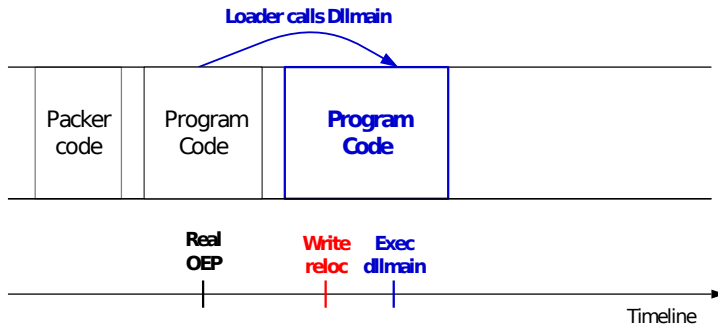 Loader calls Dllmain
Packer
code
Program
Code
Program
Code
Real
OEP
Write
reloc
Exec
dllmain
Timeline